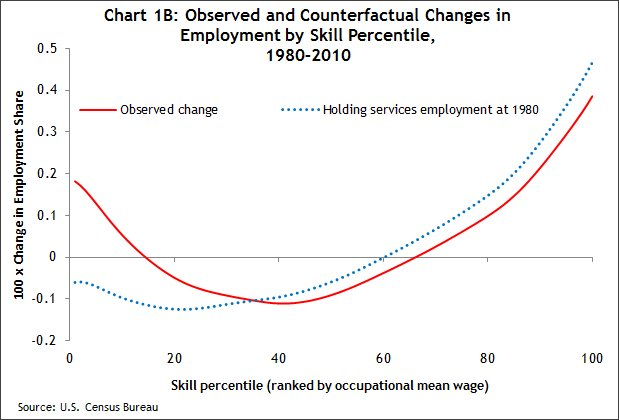 Chart 1B: Observed and Counterfactual Changes in
Employment by Skill Percentile,
1980-2010
0.5
0.4
0.3
0.2
0.1
0
-0.1
-0.2
100 x Change in Employment Share
Observed change
Holding services employment at 1980
0 20 40 60 80 100
Skill percentile (ranked by occupational mean wage)
Source: U.S. Census Bureau